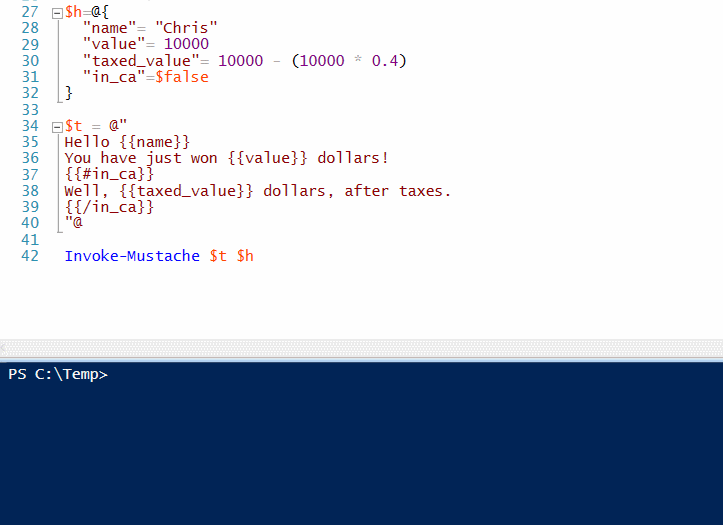 27 $h=@{
28 "name"= "Chris"
29 "value"= 10000
30 "taxed_value"= 10000 - (10000 * 0.4)
31 "in_ca"=$false
32 }
33
34 $t = @"
35 Hello {{name}}
36 You have just won {{value}} dollars!
37 {{#in_ca}}
38 Well, {{taxed_value}} dollars, after taxes.
39 {{/in_ca}}
40 "@
41
42 Invoke-Mustache $t $h
PS C:\Temp>